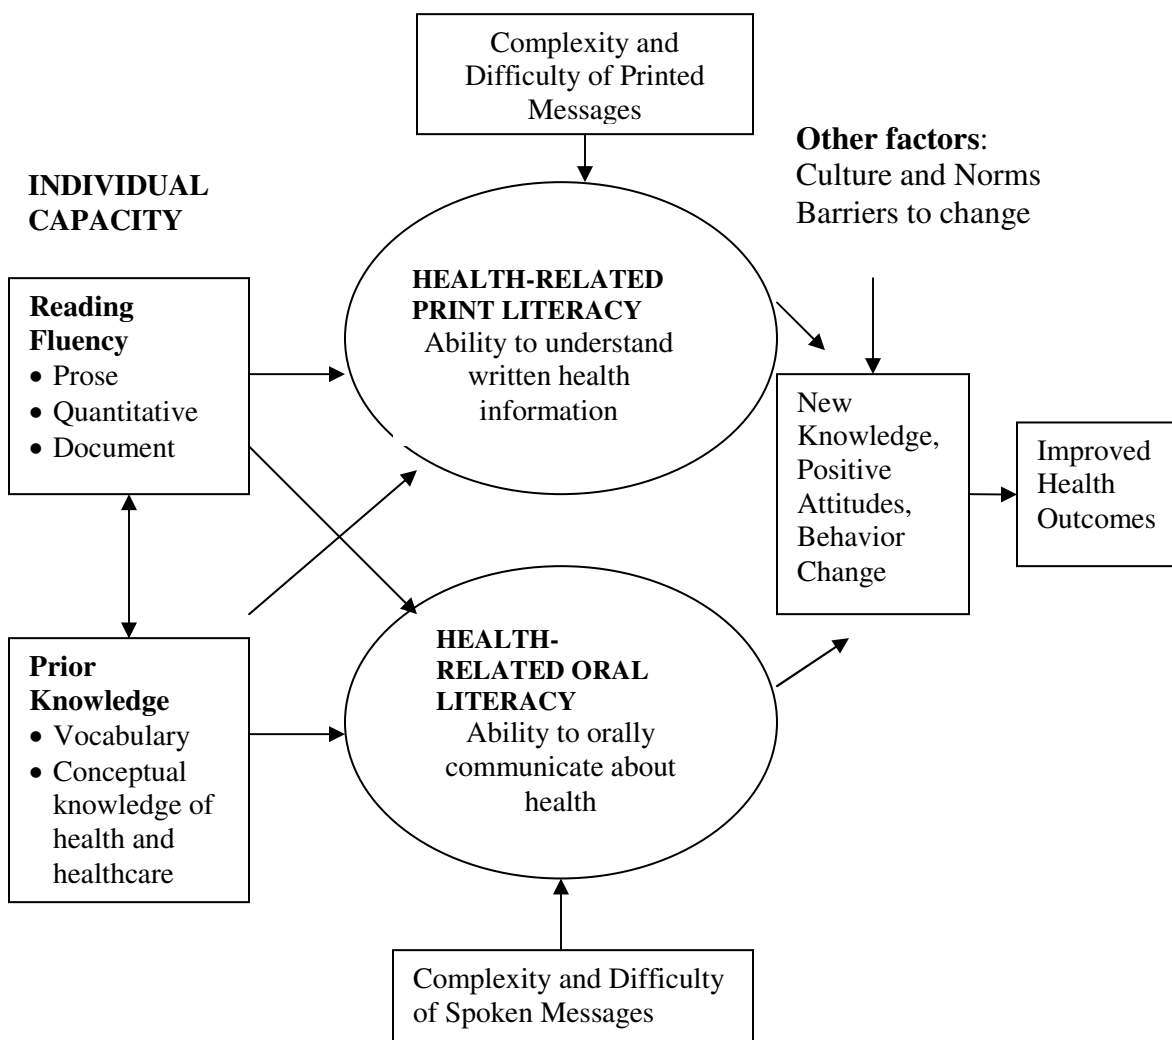 Complexity and
Difficulty of Printed
Messages
Other factors:
Culture and Norms
Barriers to change
INDIVIDUAL
CAPACITY
Reading
Fluency
• Prose
• Quantitative
• Document
HEALTH-RELATED
PRINT LITERACY
Ability to understand
written health
information
New
Knowledge,
Positive
Attitudes,
Behavior
Change
Improved
Health
Outcomes
Prior
Knowledge
• Vocabulary
• Conceptual
knowledge of
health and
healthcare
HEALTH-
RELATED ORAL
LITERACY
Ability to orally
communicate about
health
Complexity and Difficulty
of Spoken Messages